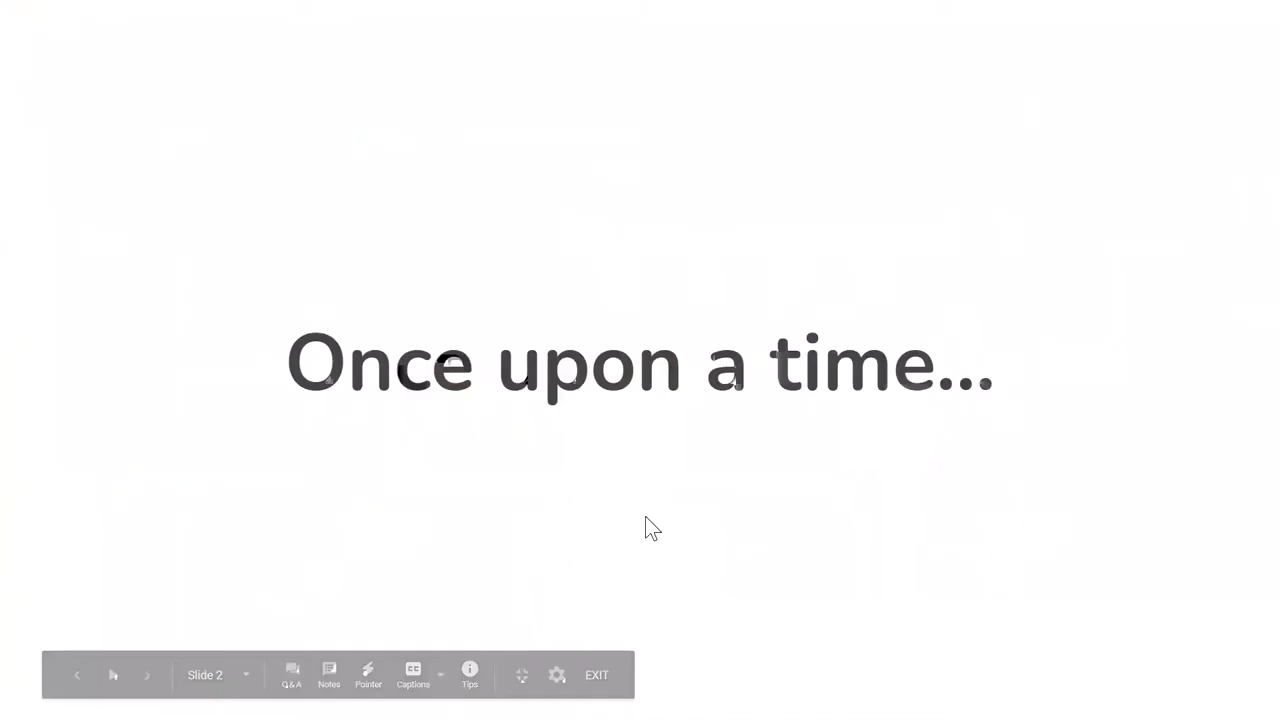 Once upon a time...
Slide 2
Q&A
Notes
Pointer
Captions
Tips
EXIT